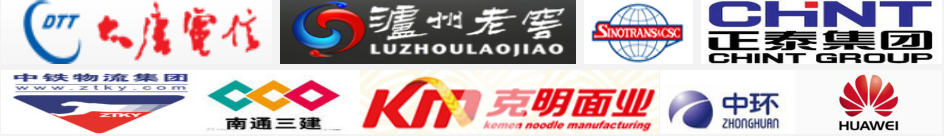 DTT 大唐電信
泸州老窖
LUZHOULAOJIAO
SINOTRANS&CSC
CHINT
正泰集团
CHINT GROUP
中铁物流集团
www.ztky.com
ZTKY
南通三建
KM 克明面业
kemen noodle manufacturing
中环
ZHONGHUAN
HUAWEI